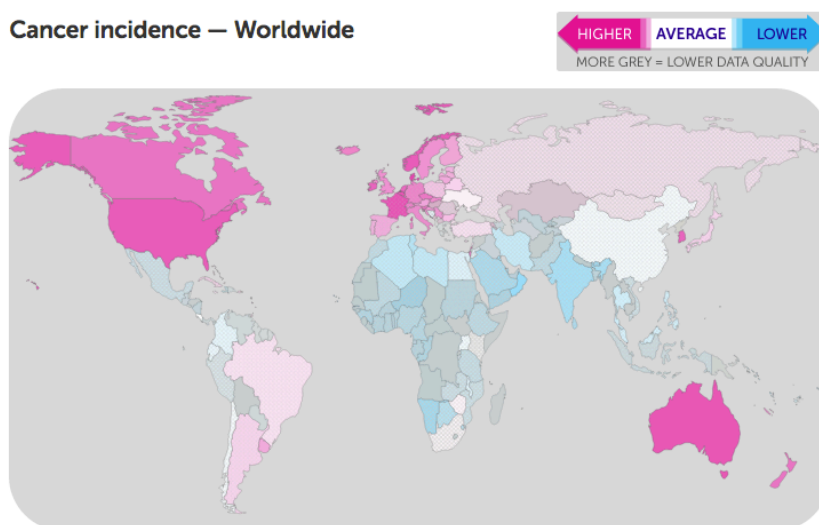 Cancer incidence — Worldwide
HIGHER AVERAGE LOWER
MORE GREY = LOWER DATA QUALITY